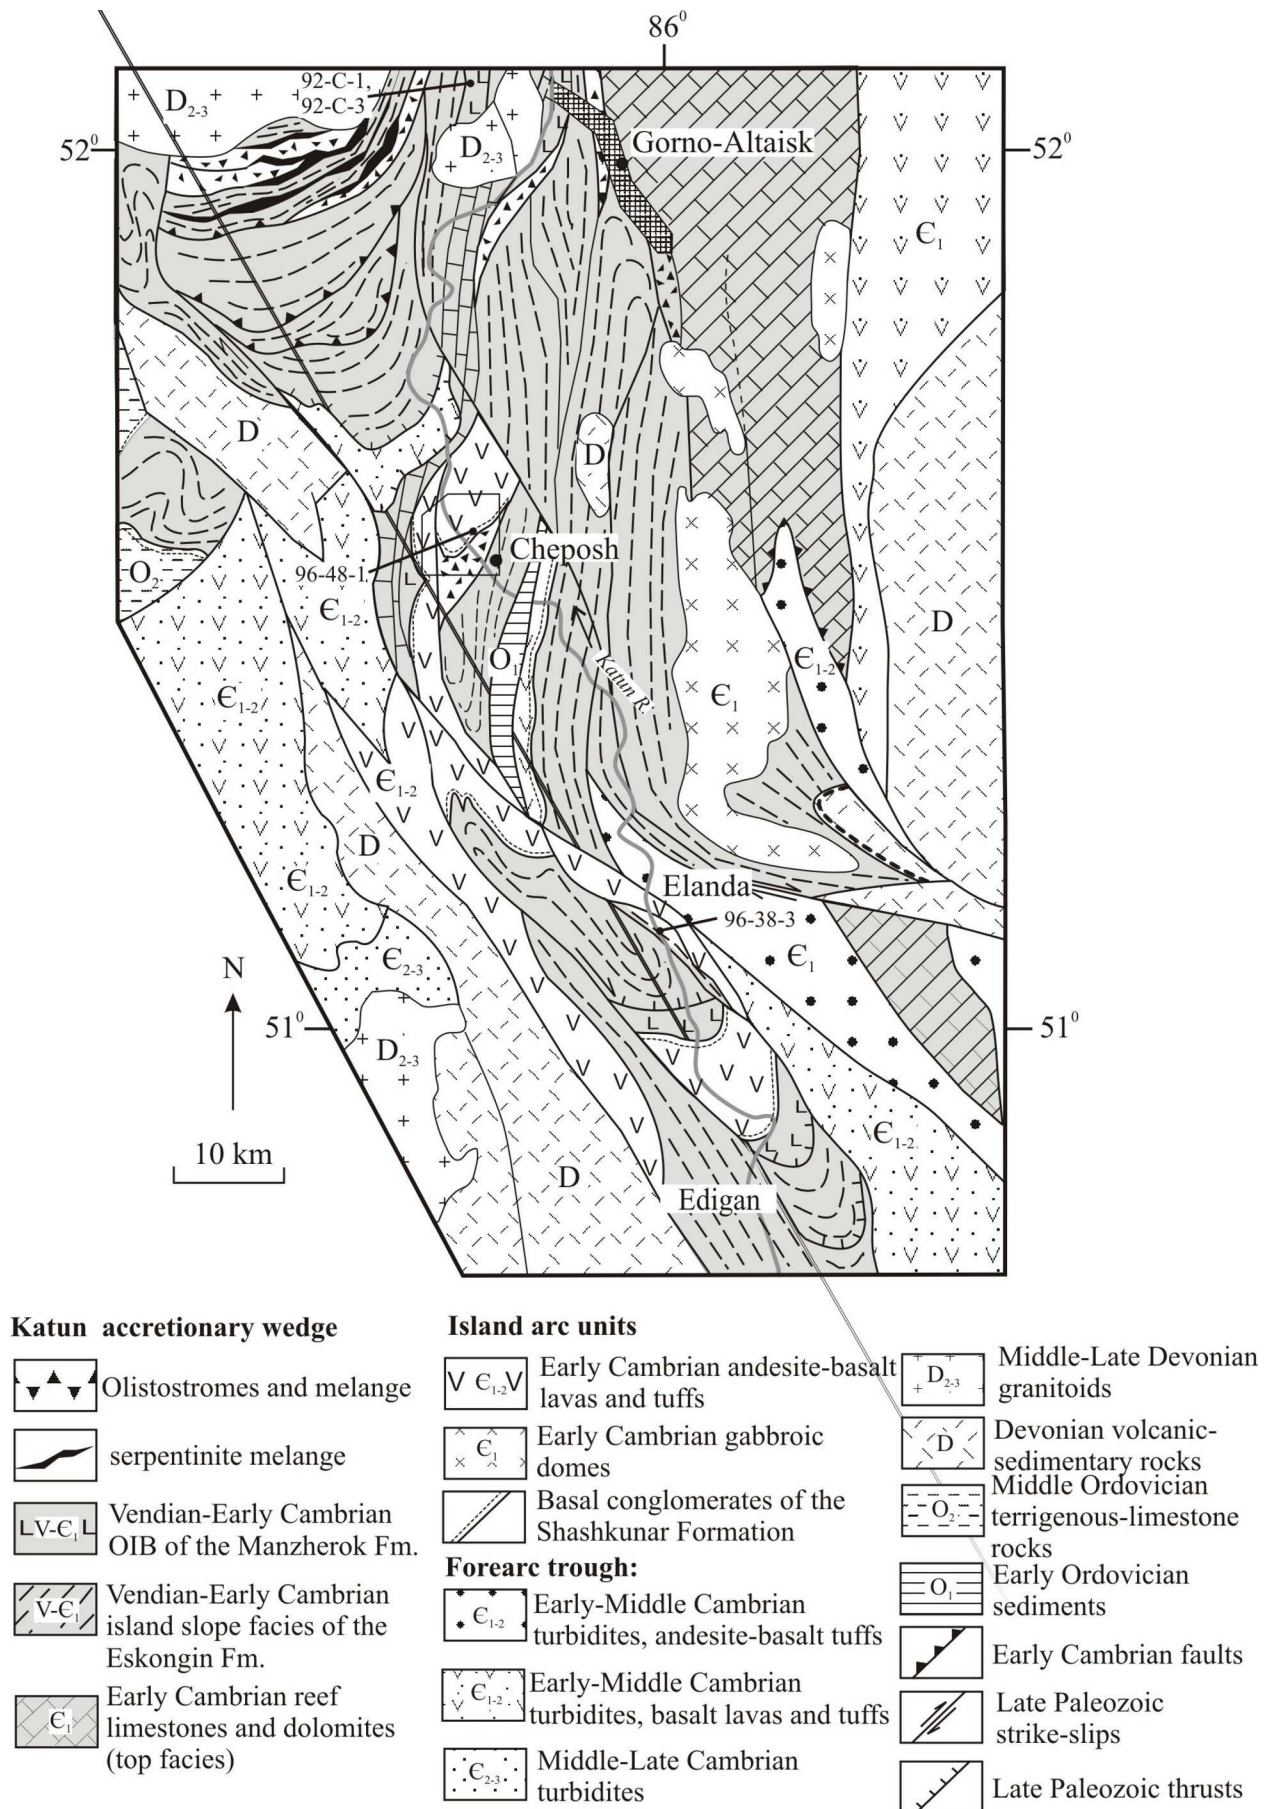 86⁰
92-C-1,
92-C-3
D₂₋₃
52⁰
D₂₋₃
Gorno-Altaisk
52⁰
Є₁
D
D
Cheposh
96-48-1
O₂
Є₁₋₂
D
O₁
Katun R.
Є₁₋₂
Є₁₋₂
Є₁
Є₁₋₂
D
Є₁₋₂
Elanda
96-38-3
Є₂₋₃
Є₁
N
51⁰
D₂₋₃
51⁰
Є₁₋₂
10 km
D
Edigan
Katun accretionary wedge
Olistostromes and melange
serpentinite melange
V-Є₁
Vendian-Early Cambrian
OIB of the Manzherok Fm.
V-Є₁
Vendian-Early Cambrian
island slope facies of the
Eskongin Fm.
Є₁
Early Cambrian reef
limestones and dolomites
(top facies)
Island arc units
V Є₁₋₂ V
Early Cambrian andesite-basalt
lavas and tuffs
Є₁
Early Cambrian gabbroic
domes
Basal conglomerates of the
Shashkunar Formation
Forearc trough:
Є₁₋₂
Early-Middle Cambrian
turbidites, andesite-basalt tuffs
Є₁₋₂
Early-Middle Cambrian
turbidites, basalt lavas and tuffs
Є₂₋₃
Middle-Late Cambrian
turbidites
D₂₋₃
Middle-Late Devonian
granitoids
D
Devonian volcanic-
sedimentary rocks
O₂
Middle Ordovician
terrigenous-limestone
rocks
O₁
Early Ordovician
sediments
Early Cambrian faults
Late Paleozoic
strike-slips
Late Paleozoic thrusts